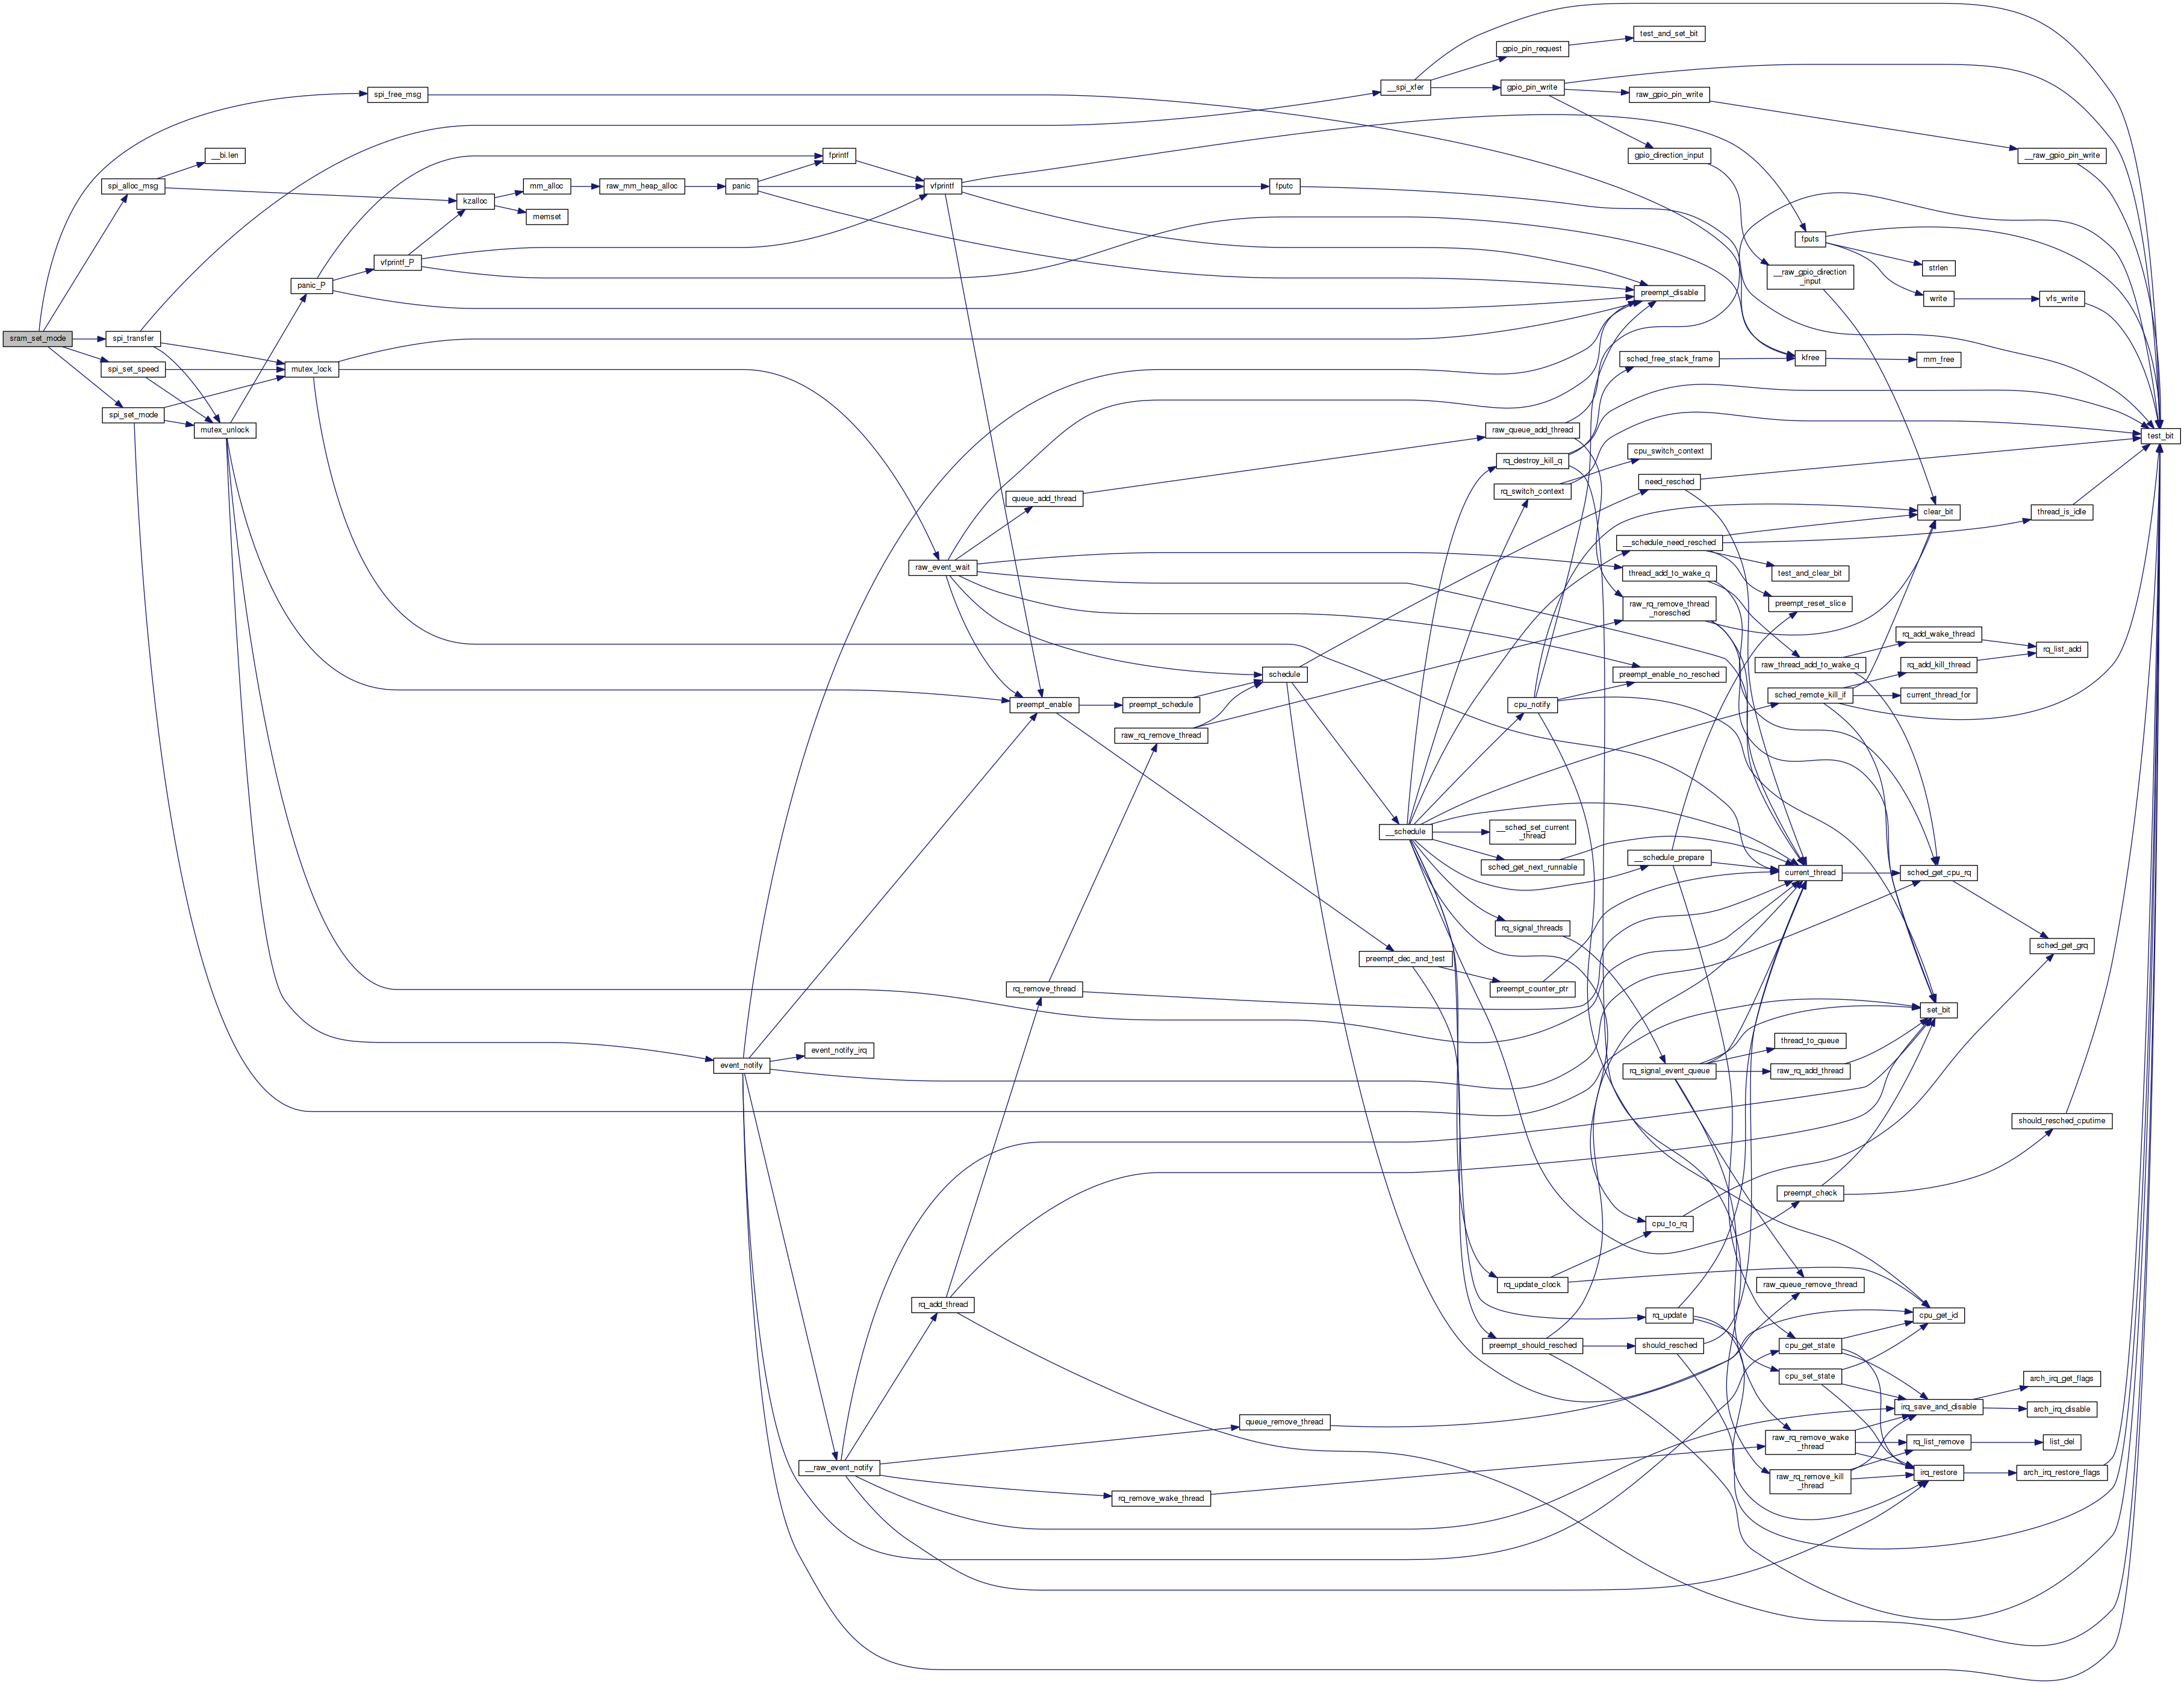 sram_set_mode
spi_free_msg
spi_alloc_msg
__bi.len
spi_transfer
spi_set_speed
spi_set_mode
mutex_lock
mutex_unlock
panic_P
vfprintf_P
kzalloc
mm_alloc
memset
raw_mm_heap_alloc
panic
fprintf
vfprintf
fputc
event_notify
event_notify_irq
__raw_event_notify
raw_event_wait
queue_add_thread
preempt_enable
preempt_schedule
raw_rq_remove_thread
rq_remove_thread
rq_add_thread
queue_remove_thread
rq_remove_wake_thread
schedule
__schedule
preempt_dec_and_test
__spi_xfer
gpio_pin_request
gpio_pin_write
test_and_set_bit
raw_gpio_pin_write
gpio_direction_input
__raw_gpio_pin_write
__raw_gpio_direction
_input
fputs
strlen
write
vfs_write
preempt_disable
sched_free_stack_frame
kfree
mm_free
raw_queue_add_thread
rq_destroy_kill_q
rq_switch_context
cpu_switch_context
need_resched
test_bit
clear_bit
thread_is_idle
__schedule_need_resched
test_and_clear_bit
thread_add_to_wake_q
preempt_reset_slice
raw_rq_remove_thread
_noresched
rq_add_wake_thread
rq_list_add
raw_thread_add_to_wake_q
rq_add_kill_thread
preempt_enable_no_resched
sched_remote_kill_if
current_thread_for
cpu_notify
__sched_set_current
_thread
sched_get_next_runnable
__schedule_prepare
current_thread
sched_get_cpu_rq
sched_get_grq
rq_signal_threads
preempt_counter_ptr
set_bit
thread_to_queue
rq_signal_event_queue
raw_rq_add_thread
should_resched_cputime
preempt_check
cpu_to_rq
rq_update_clock
raw_queue_remove_thread
rq_update
cpu_get_id
preempt_should_resched
should_resched
cpu_get_state
cpu_set_state
arch_irq_get_flags
irq_save_and_disable
arch_irq_disable
raw_rq_remove_wake
_thread
rq_list_remove
list_del
raw_rq_remove_kill
_thread
irq_restore
arch_irq_restore_flags